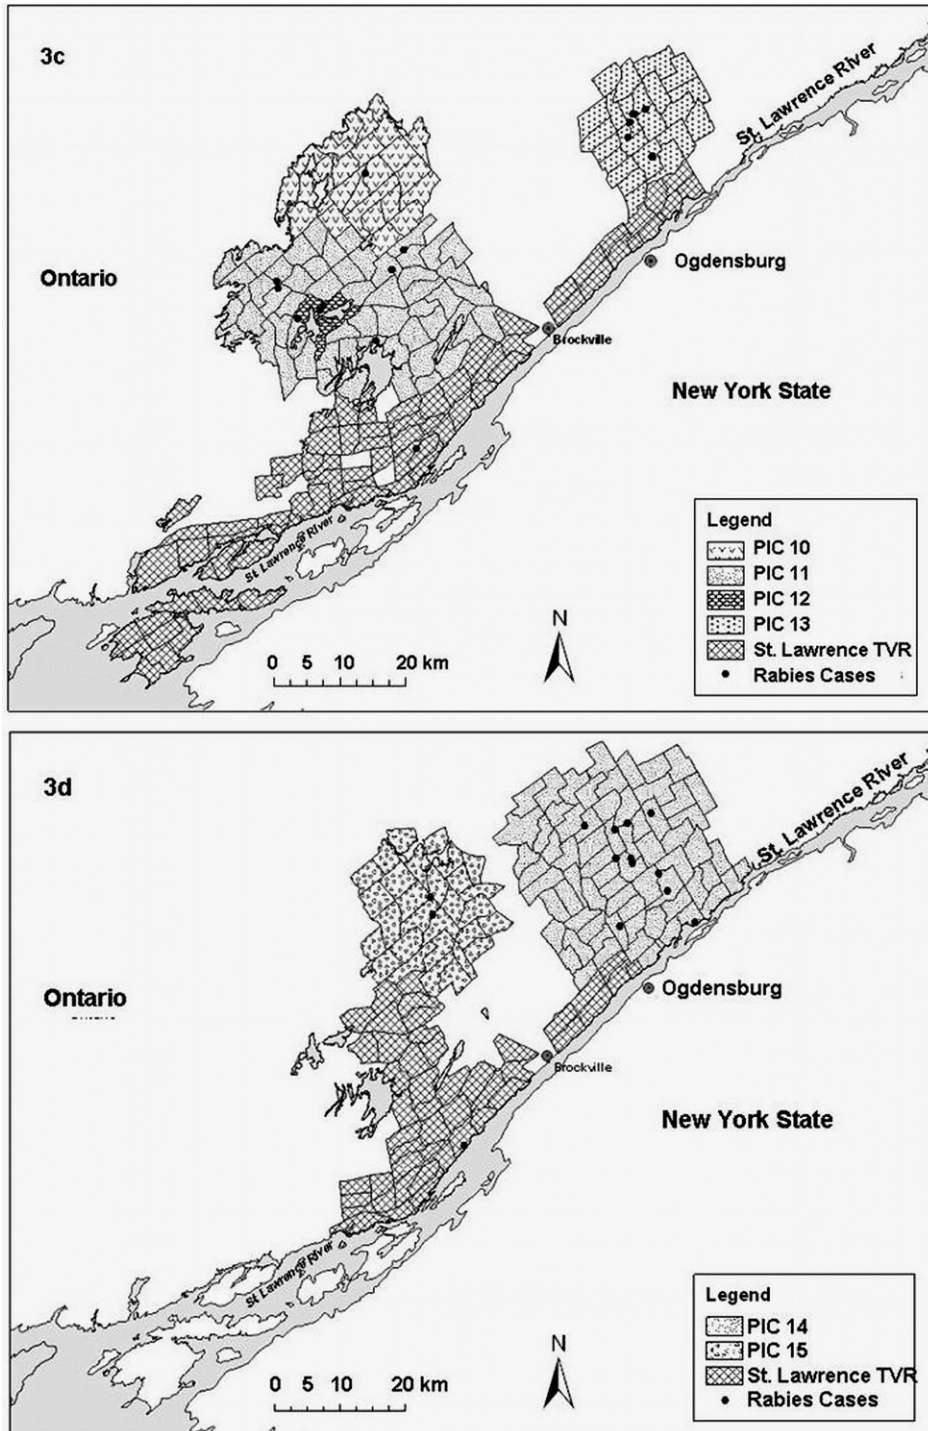 3c
St. Lawrence River
Ontario
Ogdensburg
Brockville
New York State
St. Lawrence River
Legend
PIC 10
PIC 11
PIC 12
PIC 13
St. Lawrence TVR
Rabies Cases
N
0 5 10 20 km
3d
St. Lawrence River
Ontario
Ogdensburg
Brockville
New York State
St. Lawrence River
Legend
PIC 14
PIC 15
St. Lawrence TVR
Rabies Cases
N
0 5 10 20 km